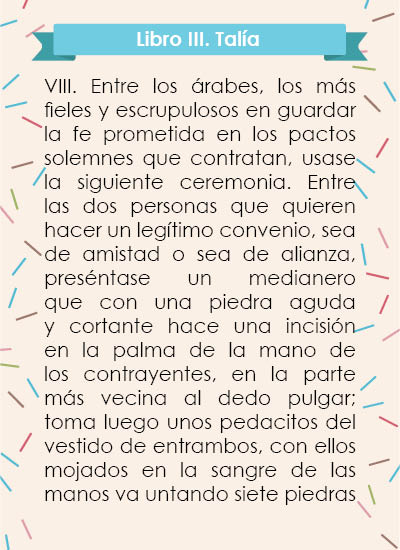 Libro III. Talía
VIII. Entre los árabes, los más
fieles y escrupulosos en guardar
la fe prometida en los pactos
solemnes que contratan, usase
la siguiente ceremonia. Entre
las dos personas que quieren
hacer un legítimo convenio, sea
de amistad o sea de alianza,
preséntase un medianero
que con una piedra aguda
y cortante hace una incisión
en la palma de la mano de
los contrayentes, en la parte
más vecina al dedo pulgar;
toma luego unos pedacitos del
vestido de entrambos, con ellos
mojados en la sangre de las
manos va untando siete piedras